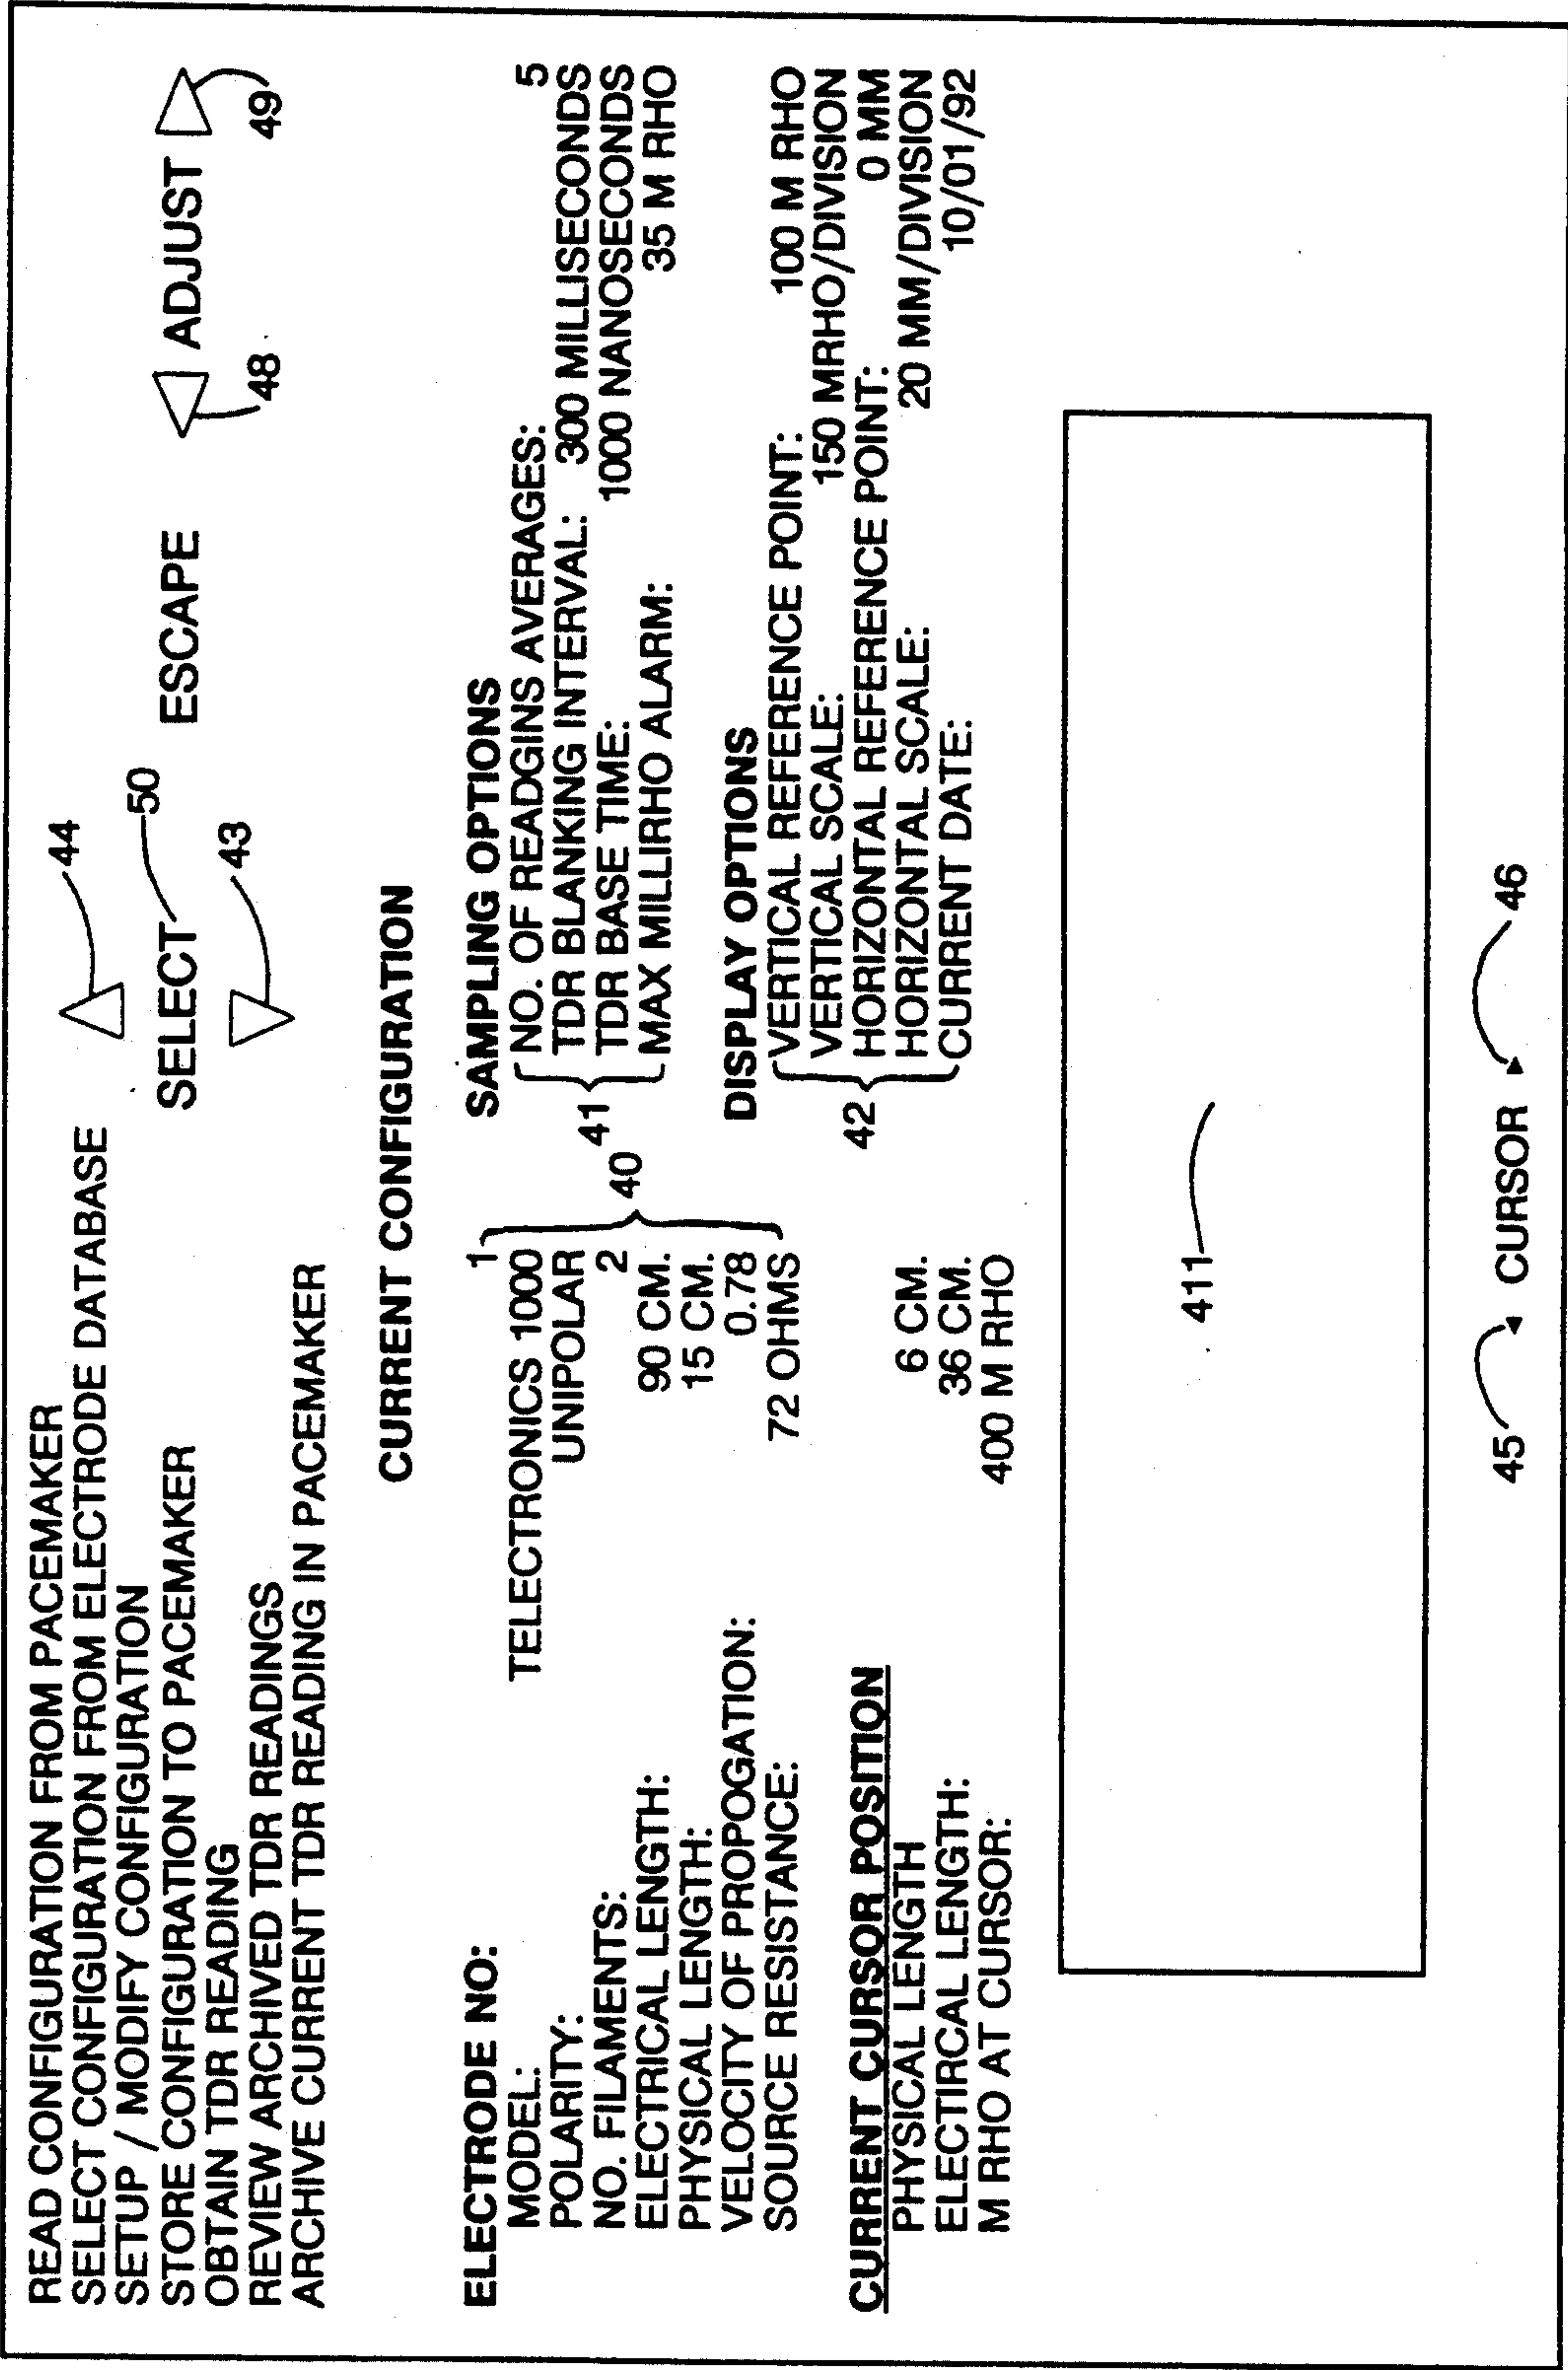 READ CONFIGURATION FROM PACEMAKER
SELECT CONFIGURATION FROM ELECTRODE DATABASE
SETUP / MODIFY CONFIGURATION
STORE CONFIGURATION TO PACEMAKER
OBTAIN TDR READING
REVIEW ARCHIVED TDR READINGS
ARCHIVE CURRENT TDR READING IN PACEMAKER
44
SELECT 50
43
ESCAPE
ADJUST
48
49
CURRENT CONFIGURATION
ELECTRODE NO: 1
MODEL: TELECTRONICS 1000
POLARITY: UNIPOLAR
NO. FILAMENTS: 2
ELECTRICAL LENGTH: 90 CM.
PHYSICAL LENGTH: 15 CM.
VELOCITY OF PROPOGATION: 0.78
SOURCE RESISTANCE: 72 OHMS
40
SAMPLING OPTIONS
NO. OF READGINS AVERAGES: 5
TDR BLANKING INTERVAL: 300 MILLISECONDS
TDR BASE TIME: 1000 NANOSECONDS
MAX MILLIRHO ALARM: 35 M RHO
41
DISPLAY OPTIONS
VERTICAL REFERENCE POINT: 100 M RHO
VERTICAL SCALE: 150 MRHO/DIVISION
HORIZONTAL REFERENCE POINT: 0 MM
HORIZONTAL SCALE: 20 MM/DIVISION
CURRENT DATE: 10/01/92
42
CURRENT CURSOR POSITION
PHYSICAL LENGTH 6 CM.
ELECTIRCAL LENGTH: 36 CM.
M RHO AT CURSOR: 400 M RHO
411
45 CURSOR 46